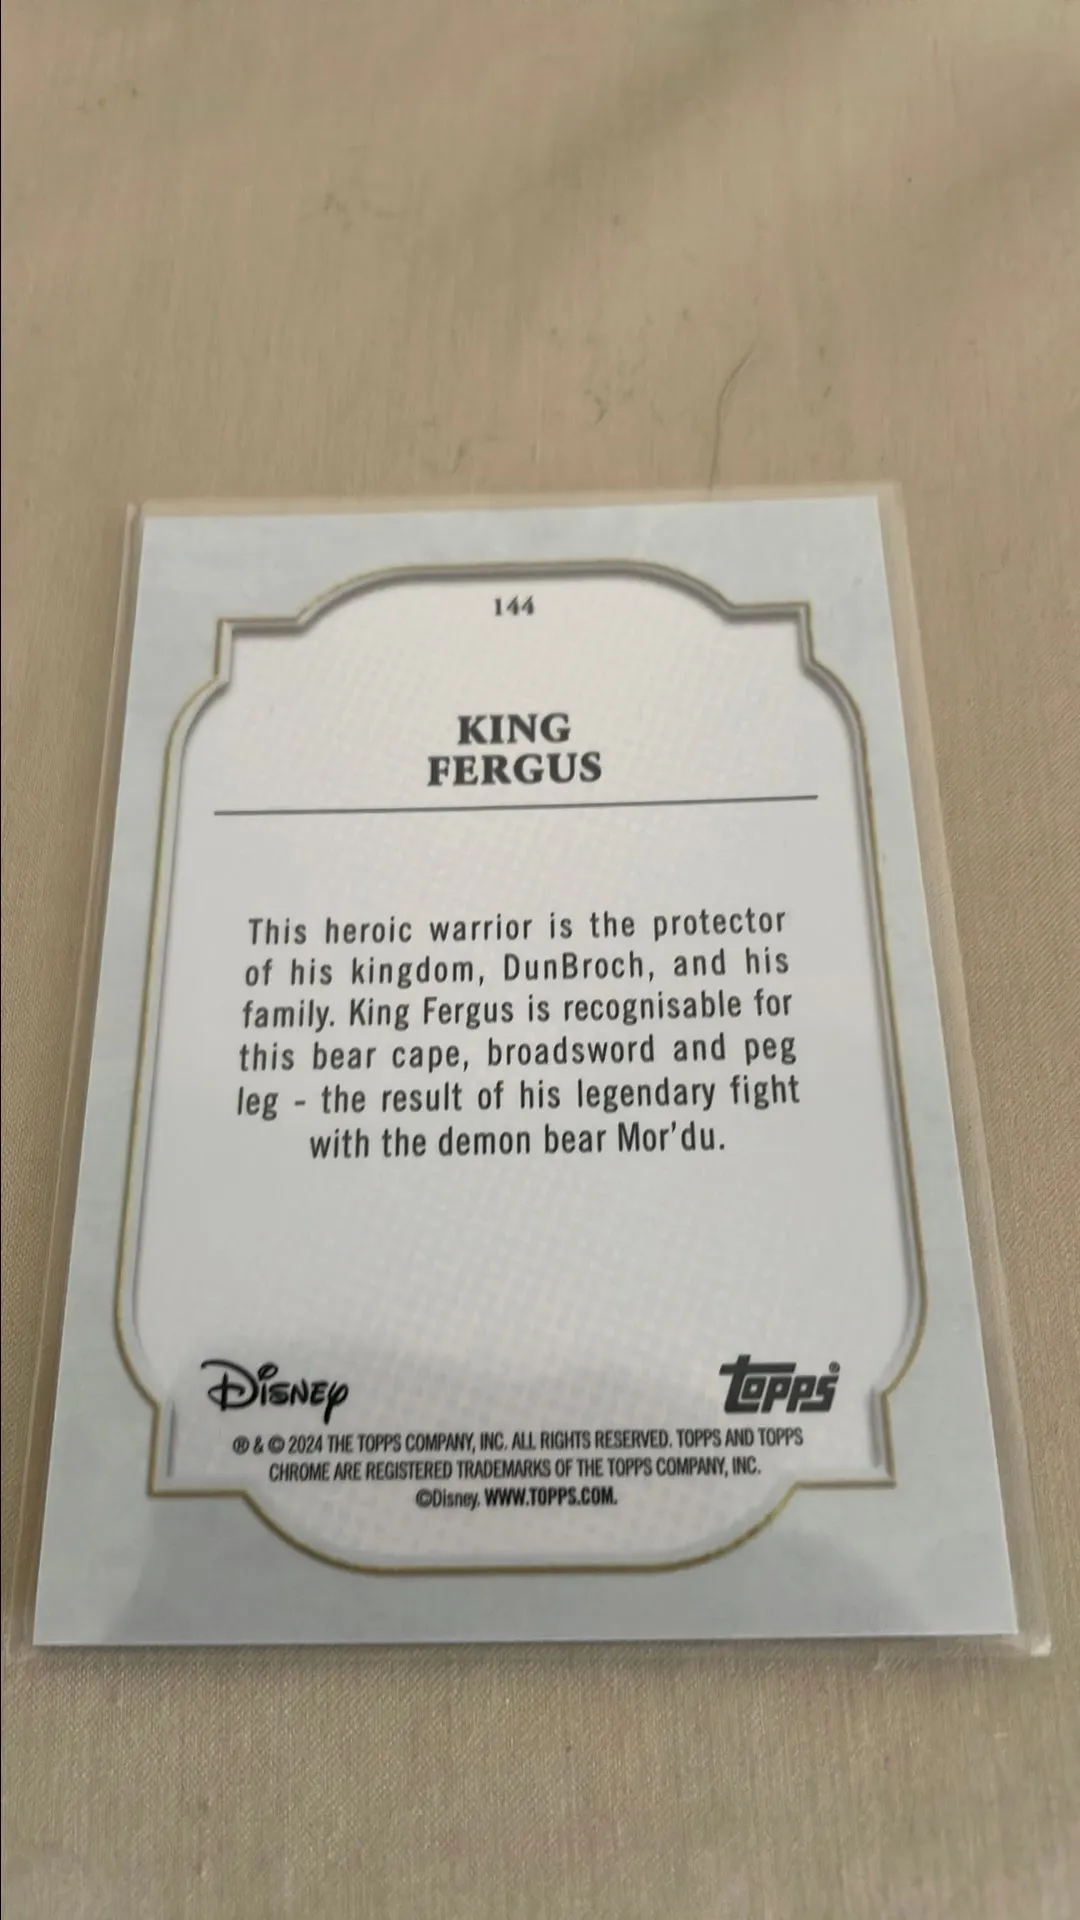 144
KING
FERGUS
This heroic warrior is the protector
of his kingdom, DunBroch, and his
family. King Fergus is recognisable for
this bear cape, broadsword and peg
leg - the result of his legendary fight
with the demon bear Mor'du.
Disney
topps®
® & © 2024 THE TOPPS COMPANY, INC. ALL RIGHTS RESERVED. TOPPS AND TOPPS
CHROME ARE REGISTERED TRADEMARKS OF THE TOPPS COMPANY, INC.
©Disney. WWW.TOPPS.COM.